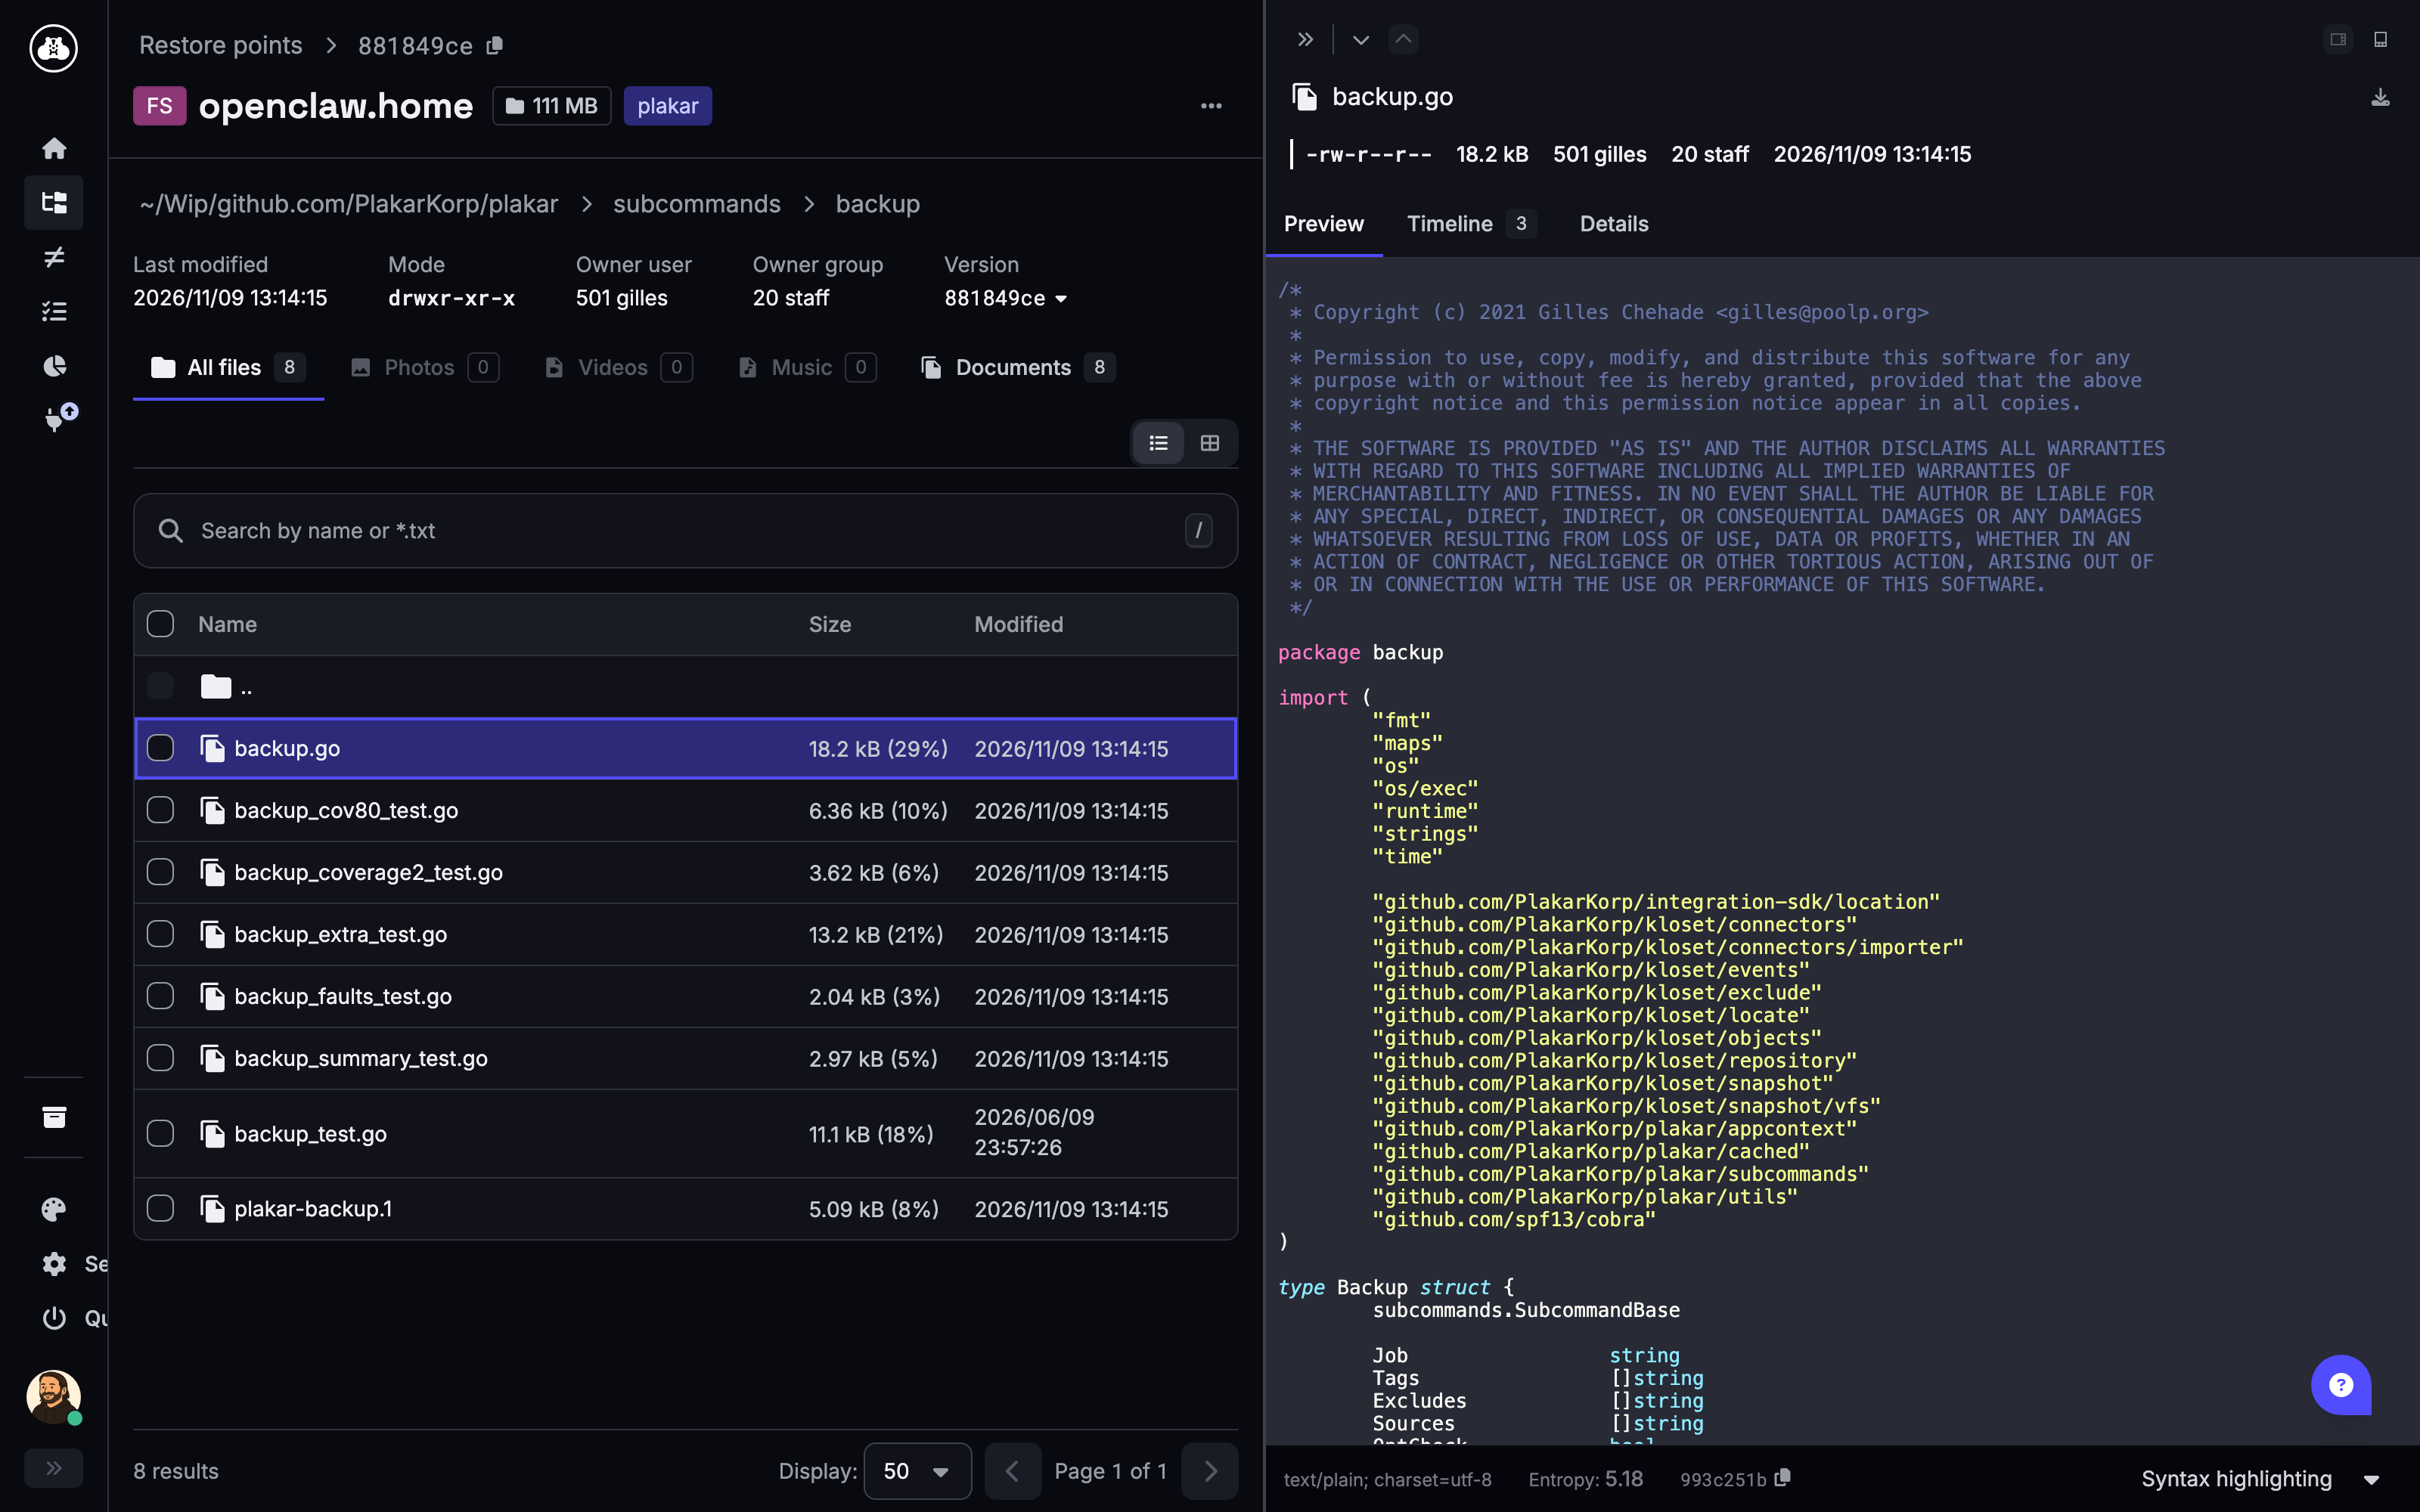 Restore points > 881849ce
FS openclaw.home 111 MB plakar
~/Wip/github.com/PlakarKorp/plakar > subcommands > backup
Last modified Mode Owner user Owner group Version
2026/11/09 13:14:15 drwxr-xr-x 501 gilles 20 staff 881849ce
All files 8 Photos 0 Videos 0 Music 0 Documents 8
Search by name or *.txt /
Name Size Modified
..
backup.go 18.2 kB (29%) 2026/11/09 13:14:15
backup_cov80_test.go 6.36 kB (10%) 2026/11/09 13:14:15
backup_coverage2_test.go 3.62 kB (6%) 2026/11/09 13:14:15
backup_extra_test.go 13.2 kB (21%) 2026/11/09 13:14:15
backup_faults_test.go 2.04 kB (3%) 2026/11/09 13:14:15
backup_summary_test.go 2.97 kB (5%) 2026/11/09 13:14:15
backup_test.go 11.1 kB (18%) 2026/06/09
23:57:26
plakar-backup.1 5.09 kB (8%) 2026/11/09 13:14:15
Se
Qu
8 results Display: 50 Page 1 of 1
backup.go
-rw-r--r-- 18.2 kB 501 gilles 20 staff 2026/11/09 13:14:15
Preview Timeline 3 Details
/*
 * Copyright (c) 2021 Gilles Chehade <gilles@poolp.org>
 *
 * Permission to use, copy, modify, and distribute this software for any
 * purpose with or without fee is hereby granted, provided that the above
 * copyright notice and this permission notice appear in all copies.
 *
 * THE SOFTWARE IS PROVIDED "AS IS" AND THE AUTHOR DISCLAIMS ALL WARRANTIES
 * WITH REGARD TO THIS SOFTWARE INCLUDING ALL IMPLIED WARRANTIES OF
 * MERCHANTABILITY AND FITNESS. IN NO EVENT SHALL THE AUTHOR BE LIABLE FOR
 * ANY SPECIAL, DIRECT, INDIRECT, OR CONSEQUENTIAL DAMAGES OR ANY DAMAGES
 * WHATSOEVER RESULTING FROM LOSS OF USE, DATA OR PROFITS, WHETHER IN AN
 * ACTION OF CONTRACT, NEGLIGENCE OR OTHER TORTIOUS ACTION, ARISING OUT OF
 * OR IN CONNECTION WITH THE USE OR PERFORMANCE OF THIS SOFTWARE.
 */
package backup
import (
"fmt"
"maps"
"os"
"os/exec"
"runtime"
"strings"
"time"
"github.com/PlakarKorp/integration-sdk/location"
"github.com/PlakarKorp/kloset/connectors"
"github.com/PlakarKorp/kloset/connectors/importer"
"github.com/PlakarKorp/kloset/events"
"github.com/PlakarKorp/kloset/exclude"
"github.com/PlakarKorp/kloset/locate"
"github.com/PlakarKorp/kloset/objects"
"github.com/PlakarKorp/kloset/repository"
"github.com/PlakarKorp/kloset/snapshot"
"github.com/PlakarKorp/kloset/snapshot/vfs"
"github.com/PlakarKorp/plakar/appcontext"
"github.com/PlakarKorp/plakar/cached"
"github.com/PlakarKorp/plakar/subcommands"
"github.com/PlakarKorp/plakar/utils"
"github.com/spf13/cobra"
)
type Backup struct {
subcommands.SubcommandBase
Job string
Tags []string
Excludes []string
Sources []string
OptCheck bool
text/plain; charset=utf-8 Entropy: 5.18 993c251b Syntax highlighting